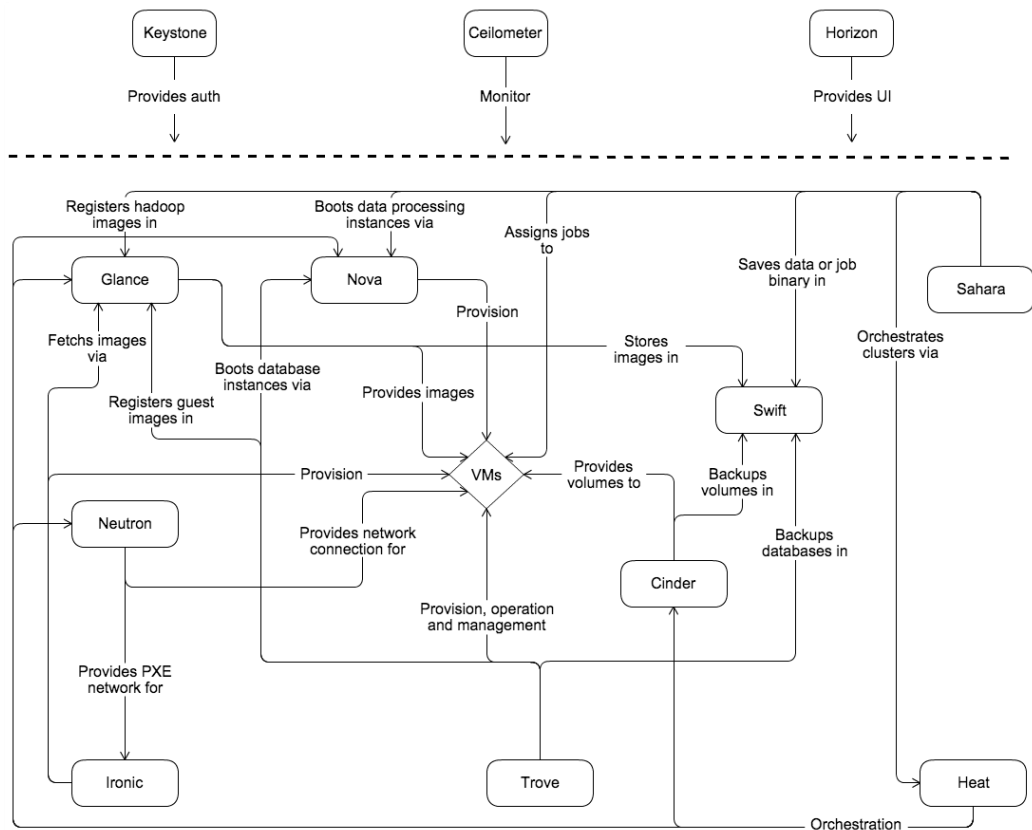 Keystone
Ceilometer
Horizon
Provides auth
Monitor
Provides UI
Registers hadoop
images in
Boots data processing
instances via
Assigns jobs
to
Saves data or job
binary in
Glance
Nova
Sahara
Provision
Fetchs images
via
Boots database
instances via
Stores
images in
Orchestrates
clusters via
Provides images
Registers guest
images in
Swift
Provision
VMs
Provides
volumes to
Backups
volumes in
Neutron
Provides network
connection for
Backups
databases in
Cinder
Provision, operation
and management
Provides PXE
network for
Ironic
Trove
Heat
Orchestration